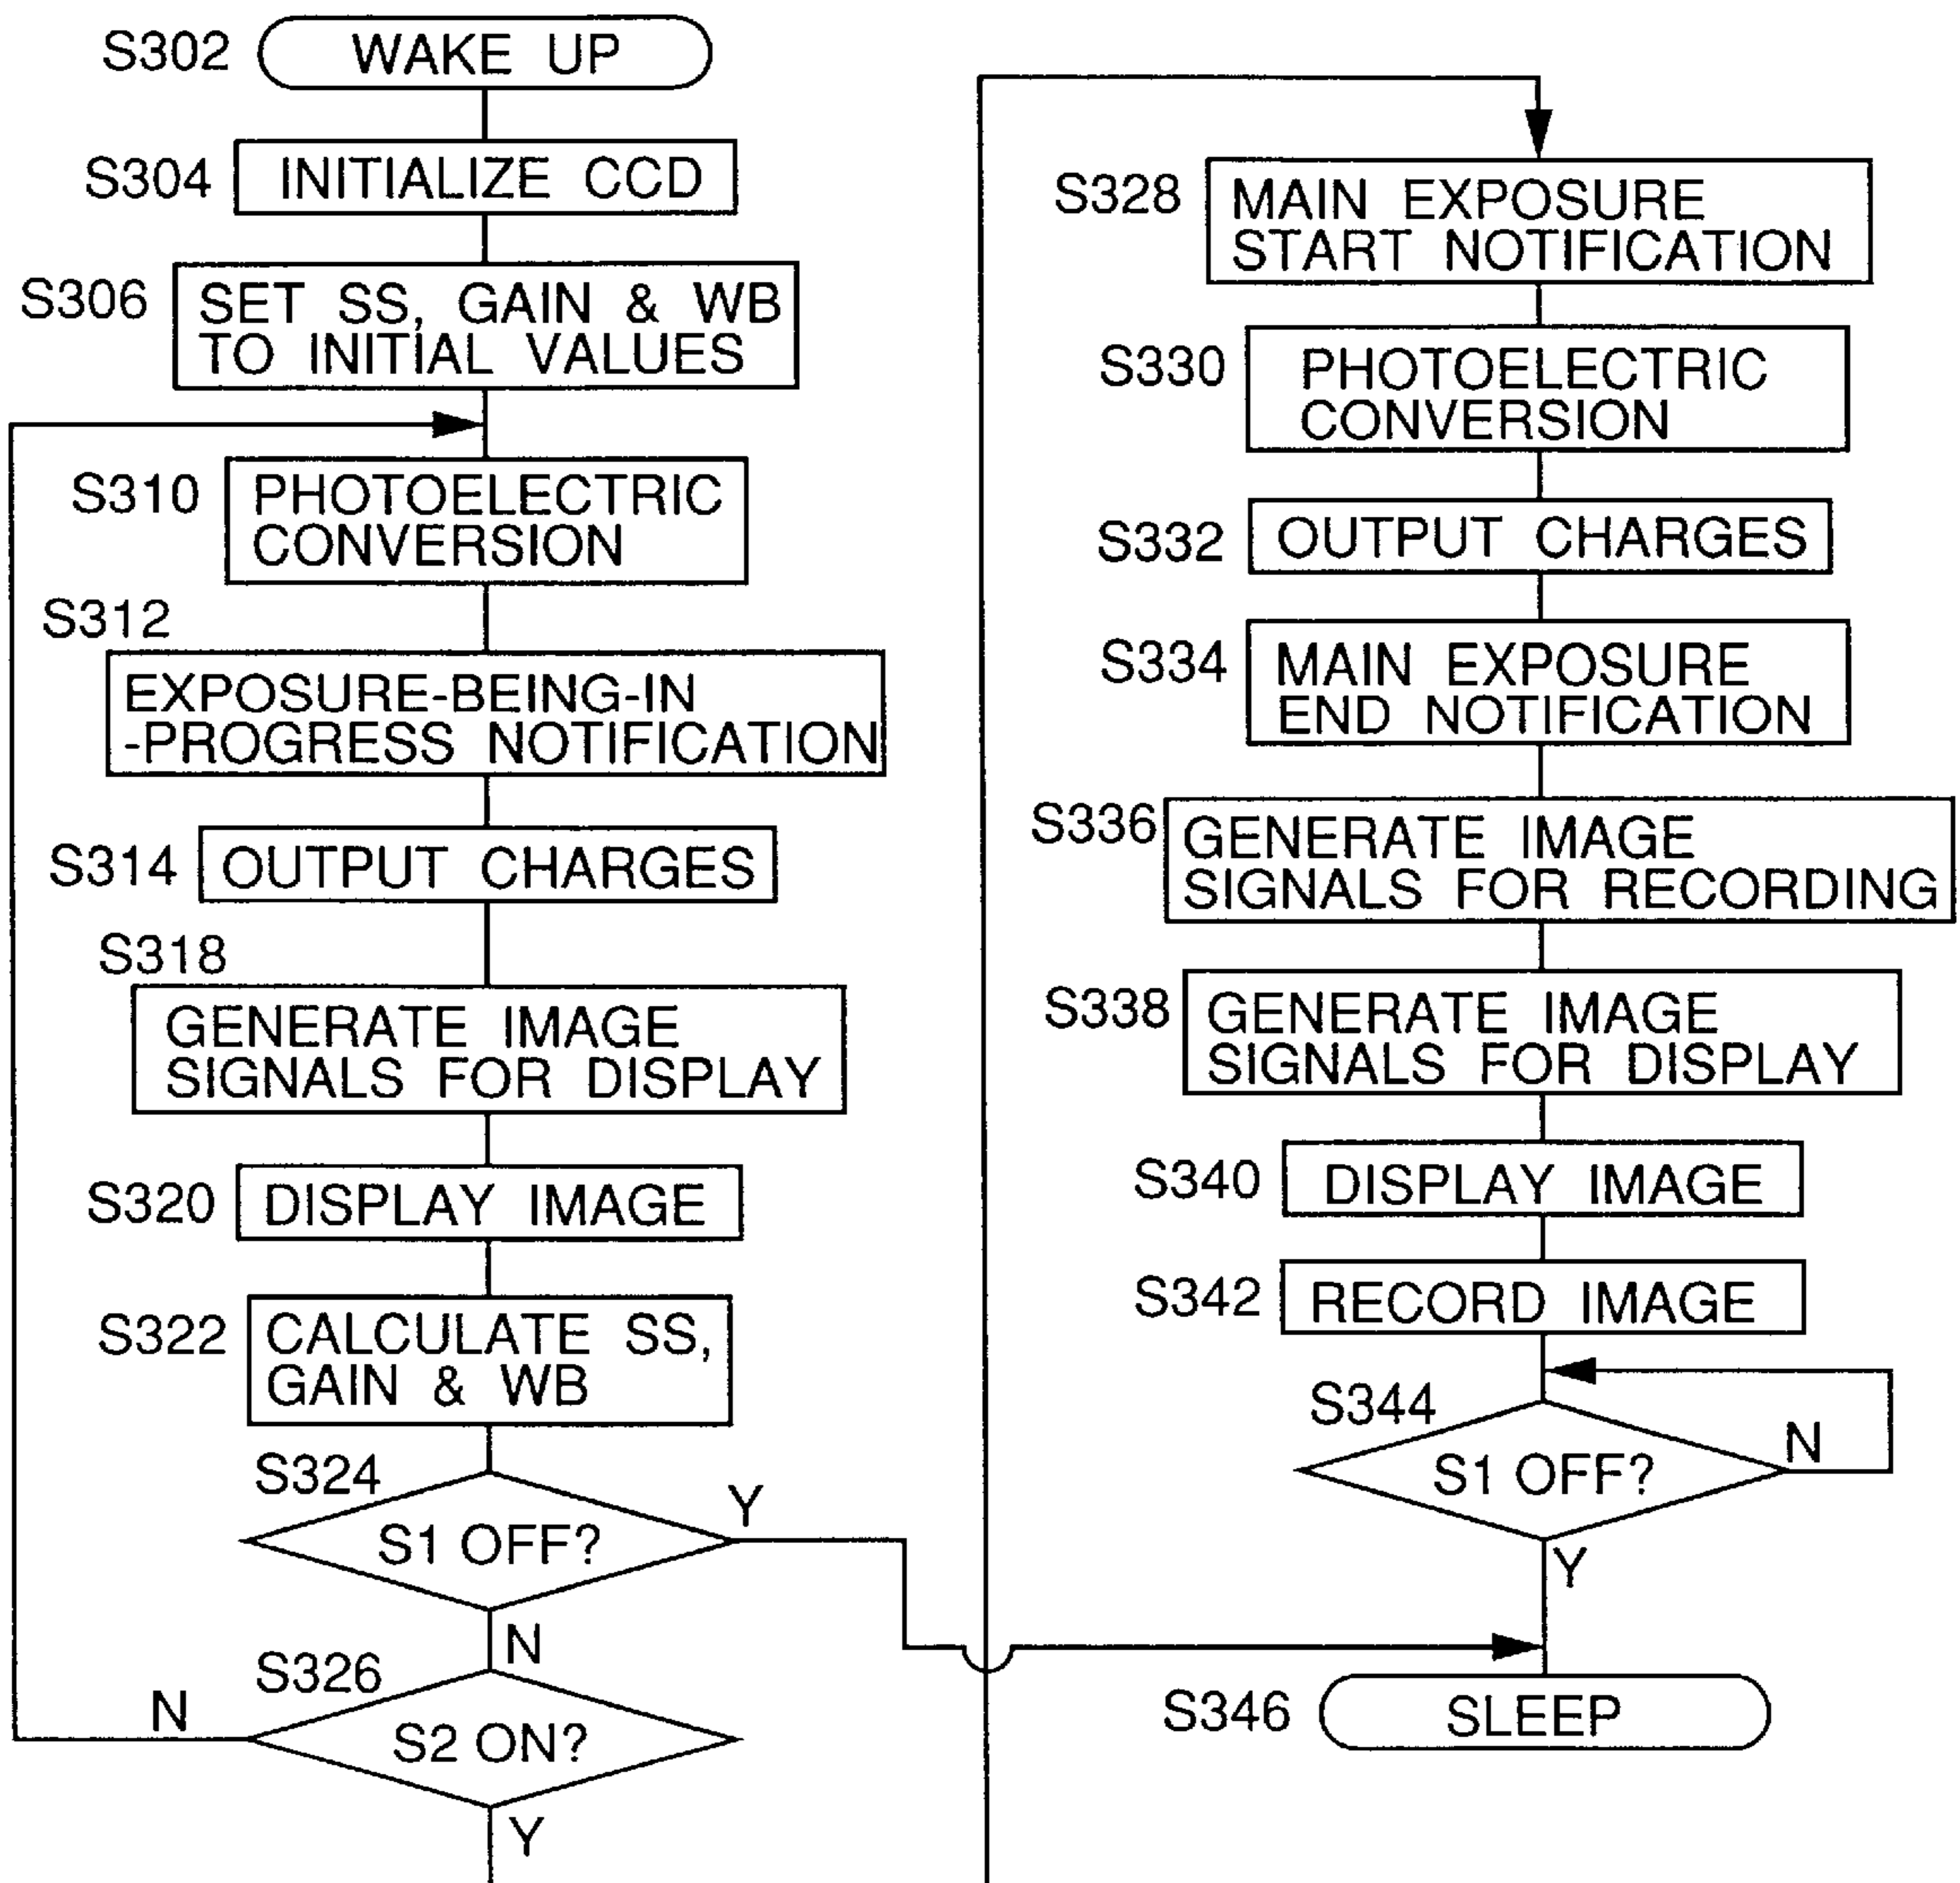 S302
WAKE UP
S304
INITIALIZE CCD
S306
SET SS, GAIN & WB
TO INITIAL VALUES
S310
PHOTOELECTRIC
CONVERSION
S312
EXPOSURE-BEING-IN
-PROGRESS NOTIFICATION
S314
OUTPUT CHARGES
S318
GENERATE IMAGE
SIGNALS FOR DISPLAY
S320
DISPLAY IMAGE
S322
CALCULATE SS,
GAIN & WB
S324
S1 OFF?
Y
N
S326
S2 ON?
N
Y
S328
MAIN EXPOSURE
START NOTIFICATION
S330
PHOTOELECTRIC
CONVERSION
S332
OUTPUT CHARGES
S334
MAIN EXPOSURE
END NOTIFICATION
S336
GENERATE IMAGE
SIGNALS FOR RECORDING
S338
GENERATE IMAGE
SIGNALS FOR DISPLAY
S340
DISPLAY IMAGE
S342
RECORD IMAGE
S344
S1 OFF?
N
Y
S346
SLEEP